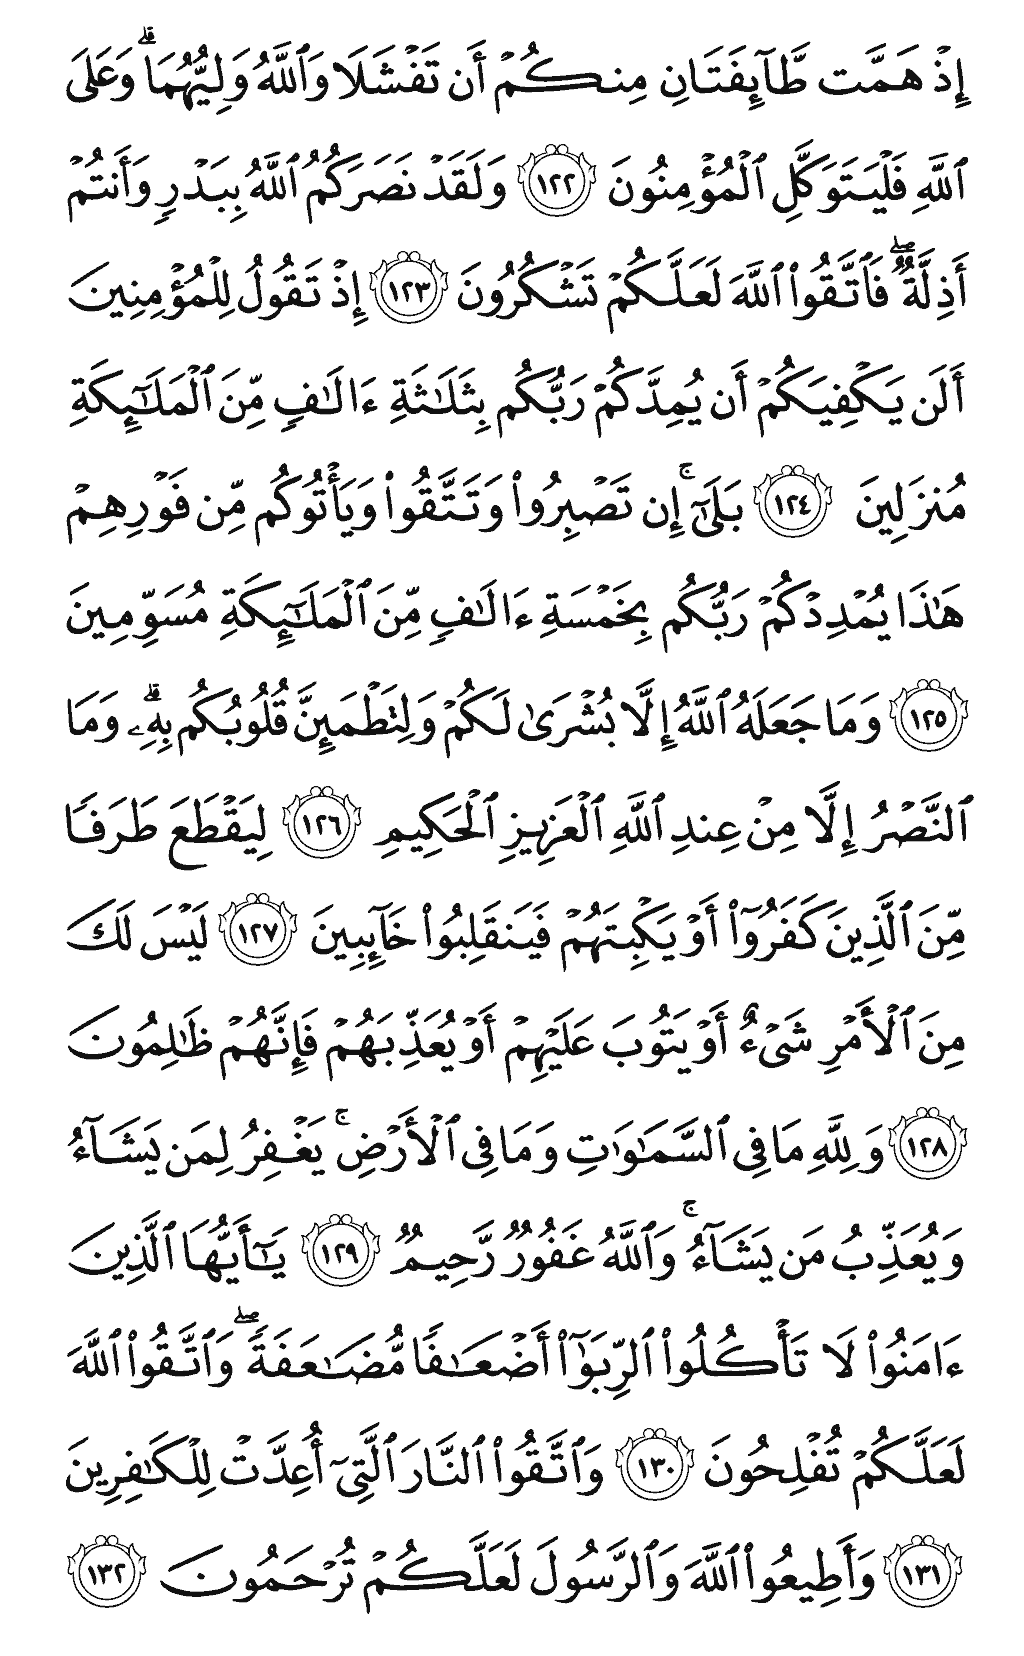 إِذْ هَمَّت طَّآئِفَتَانِ مِنكُمْ أَن تَفْشَلَا وَٱللَّهُ وَلِيُّهُمَا ۗ وَعَلَى
ٱللَّهِ فَلْيَتَوَكَّلِ ٱلْمُؤْمِنُونَ ١٢٢ وَلَقَدْ نَصَرَكُمُ ٱللَّهُ بِبَدْرٍ وَأَنتُمْ
أَذِلَّةٌ ۖ فَٱتَّقُوا۟ ٱللَّهَ لَعَلَّكُمْ تَشْكُرُونَ ١٢٣ إِذْ تَقُولُ لِلْمُؤْمِنِينَ
أَلَن يَكْفِيَكُمْ أَن يُمِدَّكُمْ رَبُّكُم بِثَلَـٰثَةِ ءَالَـٰفٍ مِّنَ ٱلْمَلَـٰٓئِكَةِ
مُنزَلِينَ ١٢٤ بَلَىٰٓ ۚ إِن تَصْبِرُوا۟ وَتَتَّقُوا۟ وَيَأْتُوكُم مِّن فَوْرِهِمْ
هَـٰذَا يُمْدِدْكُمْ رَبُّكُم بِخَمْسَةِ ءَالَـٰفٍ مِّنَ ٱلْمَلَـٰٓئِكَةِ مُسَوِّمِينَ
١٢٥ وَمَا جَعَلَهُ ٱللَّهُ إِلَّا بُشْرَىٰ لَكُمْ وَلِتَطْمَئِنَّ قُلُوبُكُم بِهِۦ ۗ وَمَا
ٱلنَّصْرُ إِلَّا مِنْ عِندِ ٱللَّهِ ٱلْعَزِيزِ ٱلْحَكِيمِ ١٢٦ لِيَقْطَعَ طَرَفًا
مِّنَ ٱلَّذِينَ كَفَرُوٓا۟ أَوْ يَكْبِتَهُمْ فَيَنقَلِبُوا۟ خَآئِبِينَ ١٢٧ لَيْسَ لَكَ
مِنَ ٱلْأَمْرِ شَىْءٌ أَوْ يَتُوبَ عَلَيْهِمْ أَوْ يُعَذِّبَهُمْ فَإِنَّهُمْ ظَـٰلِمُونَ
١٢٨ وَلِلَّهِ مَا فِى ٱلسَّمَـٰوَٰتِ وَمَا فِى ٱلْأَرْضِ ۚ يَغْفِرُ لِمَن يَشَآءُ
وَيُعَذِّبُ مَن يَشَآءُ ۚ وَٱللَّهُ غَفُورٌ رَّحِيمٌ ١٢٩ يَـٰٓأَيُّهَا ٱلَّذِينَ
ءَامَنُوا۟ لَا تَأْكُلُوا۟ ٱلرِّبَوٰٓا۟ أَضْعَـٰفًا مُّضَـٰعَفَةً ۖ وَٱتَّقُوا۟ ٱللَّهَ
لَعَلَّكُمْ تُفْلِحُونَ ١٣٠ وَٱتَّقُوا۟ ٱلنَّارَ ٱلَّتِىٓ أُعِدَّتْ لِلْكَـٰفِرِينَ
١٣١ وَأَطِيعُوا۟ ٱللَّهَ وَٱلرَّسُولَ لَعَلَّكُمْ تُرْحَمُونَ ١٣٢